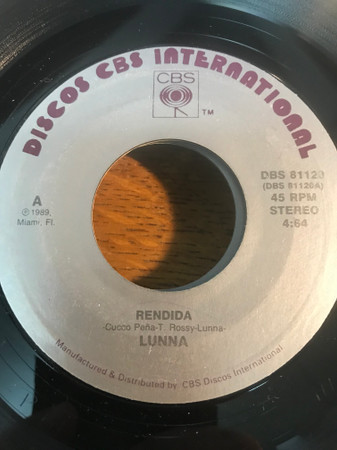 DISCOS CBS INTERNATIONAL
CBS
TM
DBS 81120
(DBS 81120A)
45 RPM
STEREO
4:64
A
℗1989,
Miami, Fl.
RENDIDA
-Cucco Peña-T. Rossy-Lunna-
LUNNA
Manufactured & Distributed by CBS Discos International